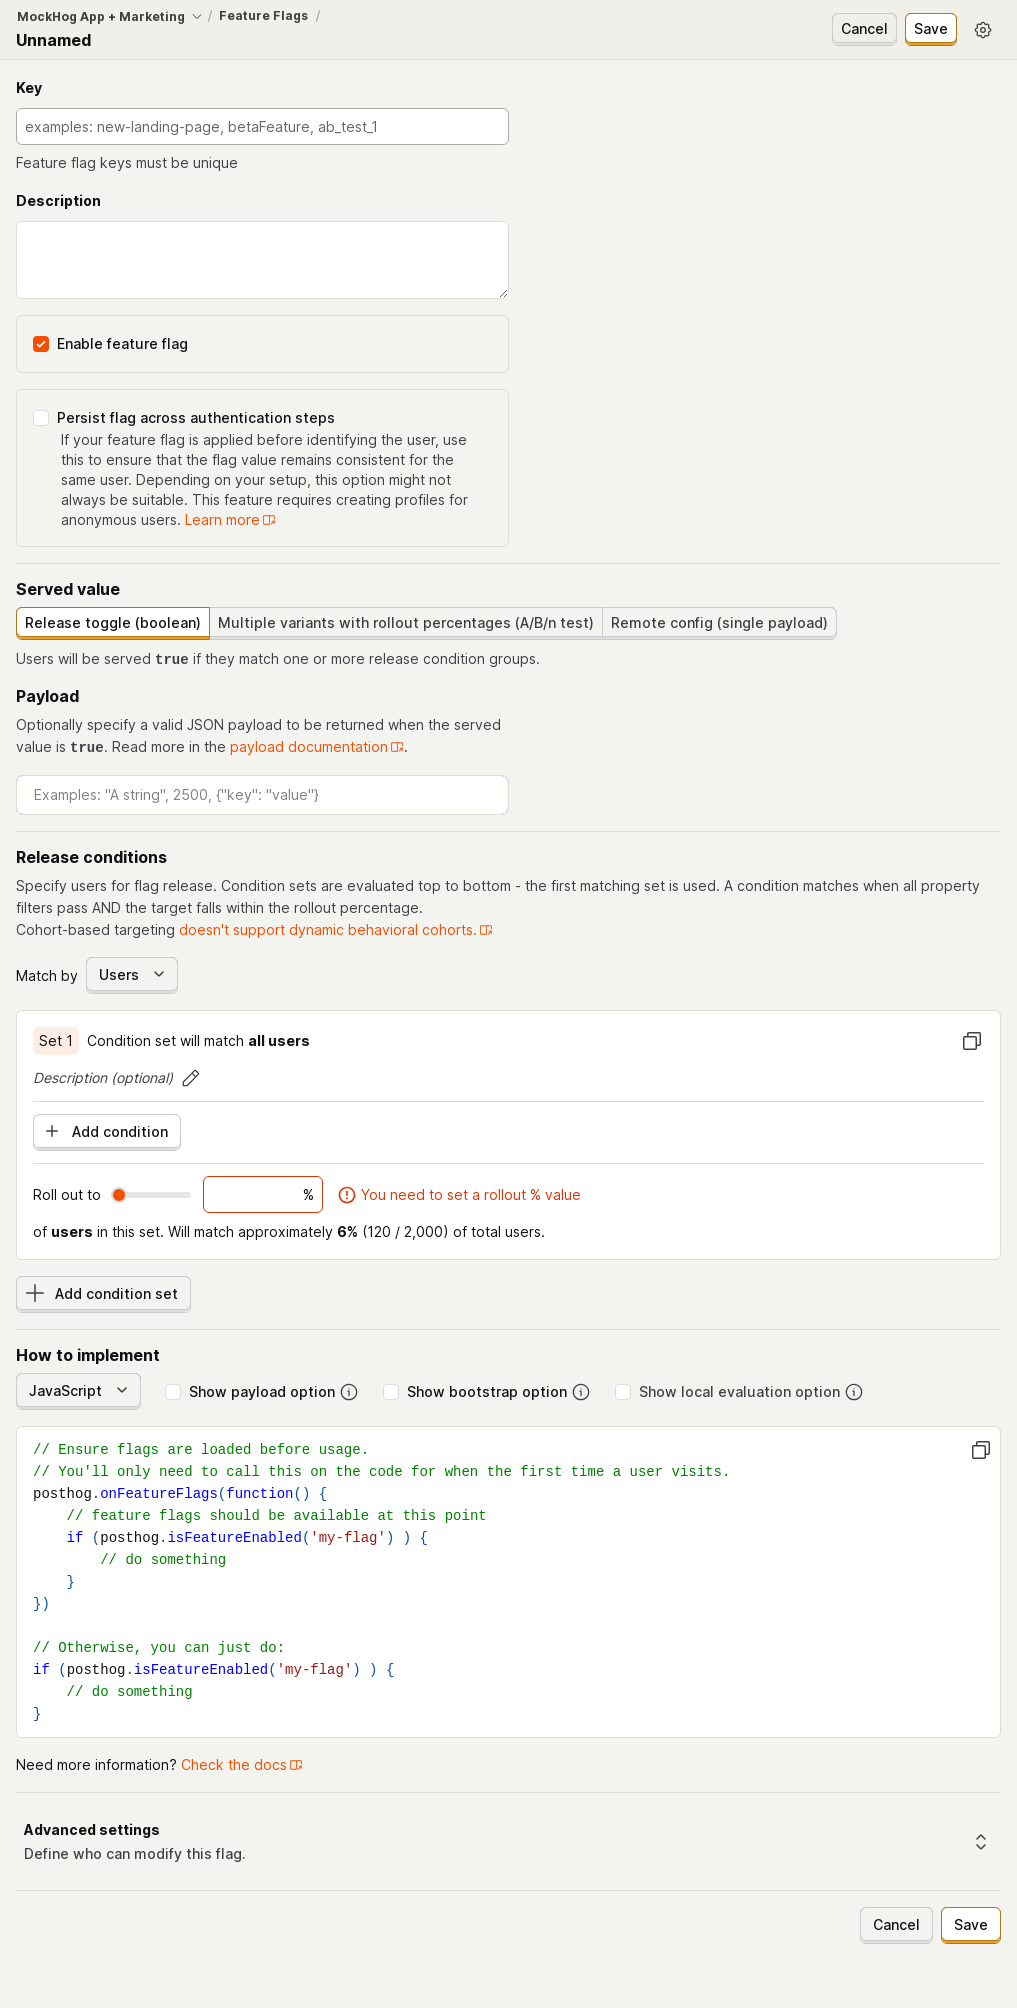 MockHog App + Marketing / Feature Flags /
Unnamed
Cancel
Save
Key
examples: new-landing-page, betaFeature, ab_test_1
Feature flag keys must be unique
Description
Enable feature flag
Persist flag across authentication steps
If your feature flag is applied before identifying the user, use
this to ensure that the flag value remains consistent for the
same user. Depending on your setup, this option might not
always be suitable. This feature requires creating profiles for
anonymous users. Learn more
Served value
Release toggle (boolean)
Multiple variants with rollout percentages (A/B/n test)
Remote config (single payload)
Users will be served true if they match one or more release condition groups.
Payload
Optionally specify a valid JSON payload to be returned when the served
value is true. Read more in the payload documentation.
Examples: "A string", 2500, {"key": "value"}
Release conditions
Specify users for flag release. Condition sets are evaluated top to bottom - the first matching set is used. A condition matches when all property
filters pass AND the target falls within the rollout percentage.
Cohort-based targeting doesn't support dynamic behavioral cohorts.
Match by Users
Set 1 Condition set will match all users
Description (optional)
Add condition
Roll out to % You need to set a rollout % value
of users in this set. Will match approximately 6% (120 / 2,000) of total users.
Add condition set
How to implement
JavaScript
Show payload option
Show bootstrap option
Show local evaluation option
// Ensure flags are loaded before usage.
// You'll only need to call this on the code for when the first time a user visits.
posthog.onFeatureFlags(function() {
    // feature flags should be available at this point
    if (posthog.isFeatureEnabled('my-flag') ) {
        // do something
    }
})
// Otherwise, you can just do:
if (posthog.isFeatureEnabled('my-flag') ) {
    // do something
}
Need more information? Check the docs
Advanced settings
Define who can modify this flag.
Cancel
Save